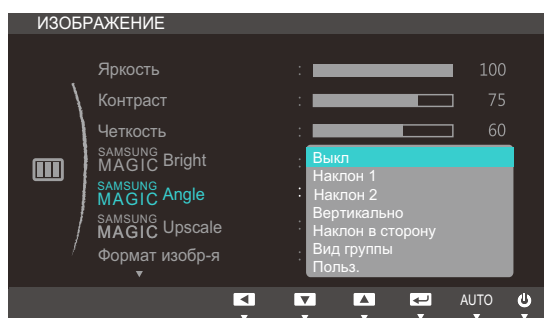 ИЗОБРАЖЕНИЕ
Яркость : 100
Контраст : 75
Четкость : 60
SAMSUNG MAGIC Bright :
SAMSUNG MAGIC Angle :
SAMSUNG MAGIC Upscale :
Формат изобр-я :
Выкл
Наклон 1
Наклон 2
Вертикально
Наклон в сторону
Вид группы
Польз.
AUTO